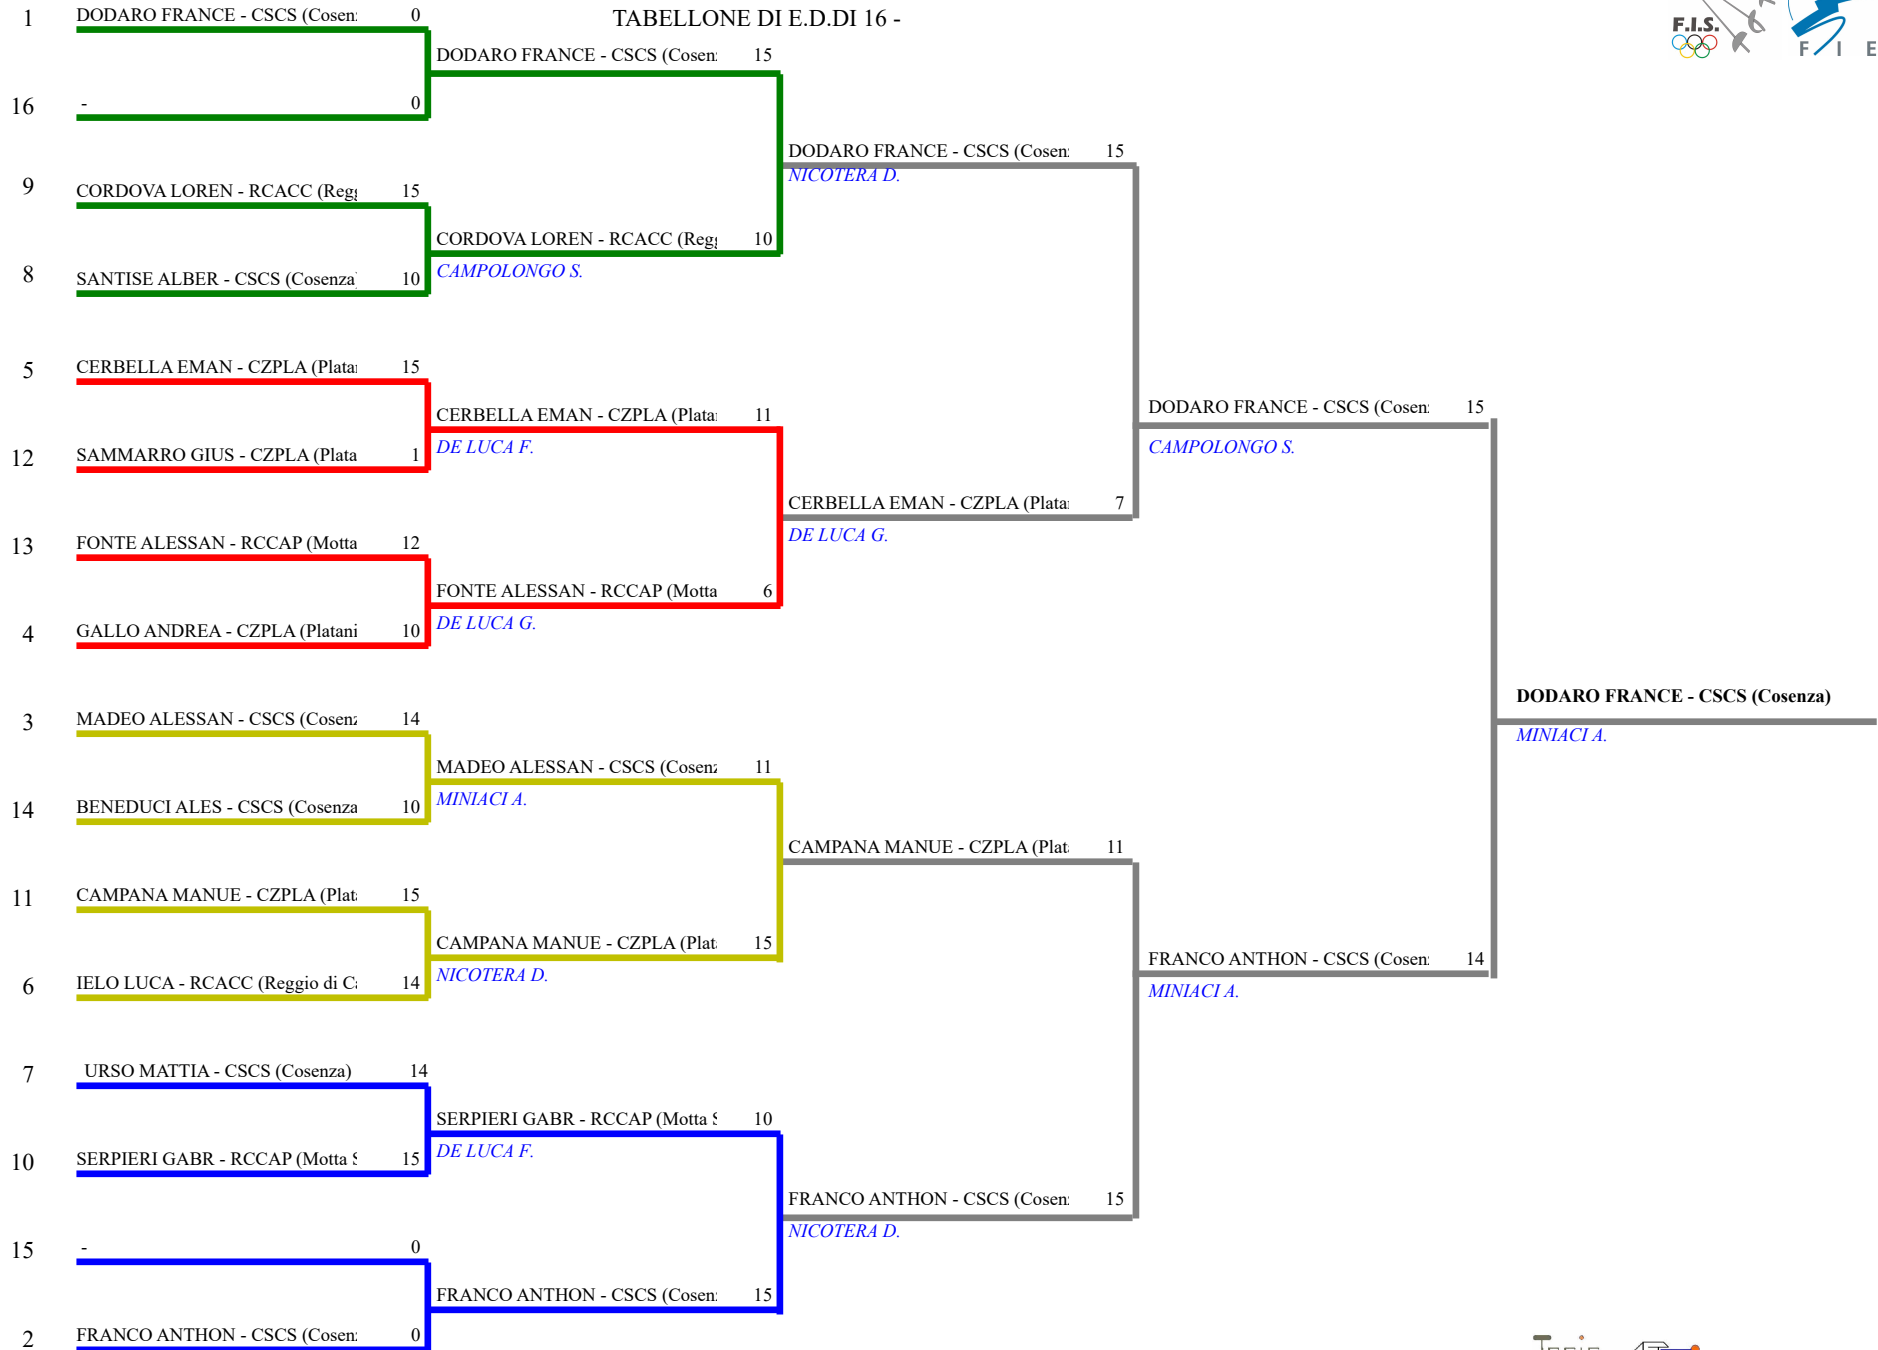 TABELLONE DI E.D.DI 16 -
F.I.S.
F I E
1 DODARO FRANCE - CSCS (Cosen 0
DODARO FRANCE - CSCS (Cosen 15
16 - 0
DODARO FRANCE - CSCS (Cosen 15
NICOTERA D.
9 CORDOVA LOREN - RCACC (Regg 15
CORDOVA LOREN - RCACC (Regg 10
CAMPOLONGO S.
8 SANTISE ALBER - CSCS (Cosenza 10
5 CERBELLA EMAN - CZPLA (Plata 15
CERBELLA EMAN - CZPLA (Plata 11
DE LUCA F.
12 SAMMARRO GIUS - CZPLA (Plata 1
DODARO FRANCE - CSCS (Cosen 15
CAMPOLONGO S.
CERBELLA EMAN - CZPLA (Plata 7
DE LUCA G.
13 FONTE ALESSAN - RCCAP (Motta 12
FONTE ALESSAN - RCCAP (Motta 6
DE LUCA G.
4 GALLO ANDREA - CZPLA (Platani 10
DODARO FRANCE - CSCS (Cosenza)
MINIACI A.
3 MADEO ALESSAN - CSCS (Cosenz 14
MADEO ALESSAN - CSCS (Cosenz 11
MINIACI A.
14 BENEDUCI ALES - CSCS (Cosenza 10
CAMPANA MANUE - CZPLA (Plat 11
11 CAMPANA MANUE - CZPLA (Plat 15
CAMPANA MANUE - CZPLA (Plat 15
NICOTERA D.
FRANCO ANTHON - CSCS (Cosen 14
MINIACI A.
6 IELO LUCA - RCACC (Reggio di C 14
7 URSO MATTIA - CSCS (Cosenza) 14
SERPIERI GABR - RCCAP (Motta S 10
DE LUCA F.
10 SERPIERI GABR - RCCAP (Motta S 15
FRANCO ANTHON - CSCS (Cosen 15
NICOTERA D.
15 - 0
FRANCO ANTHON - CSCS (Cosen 15
2 FRANCO ANTHON - CSCS (Cosen 0